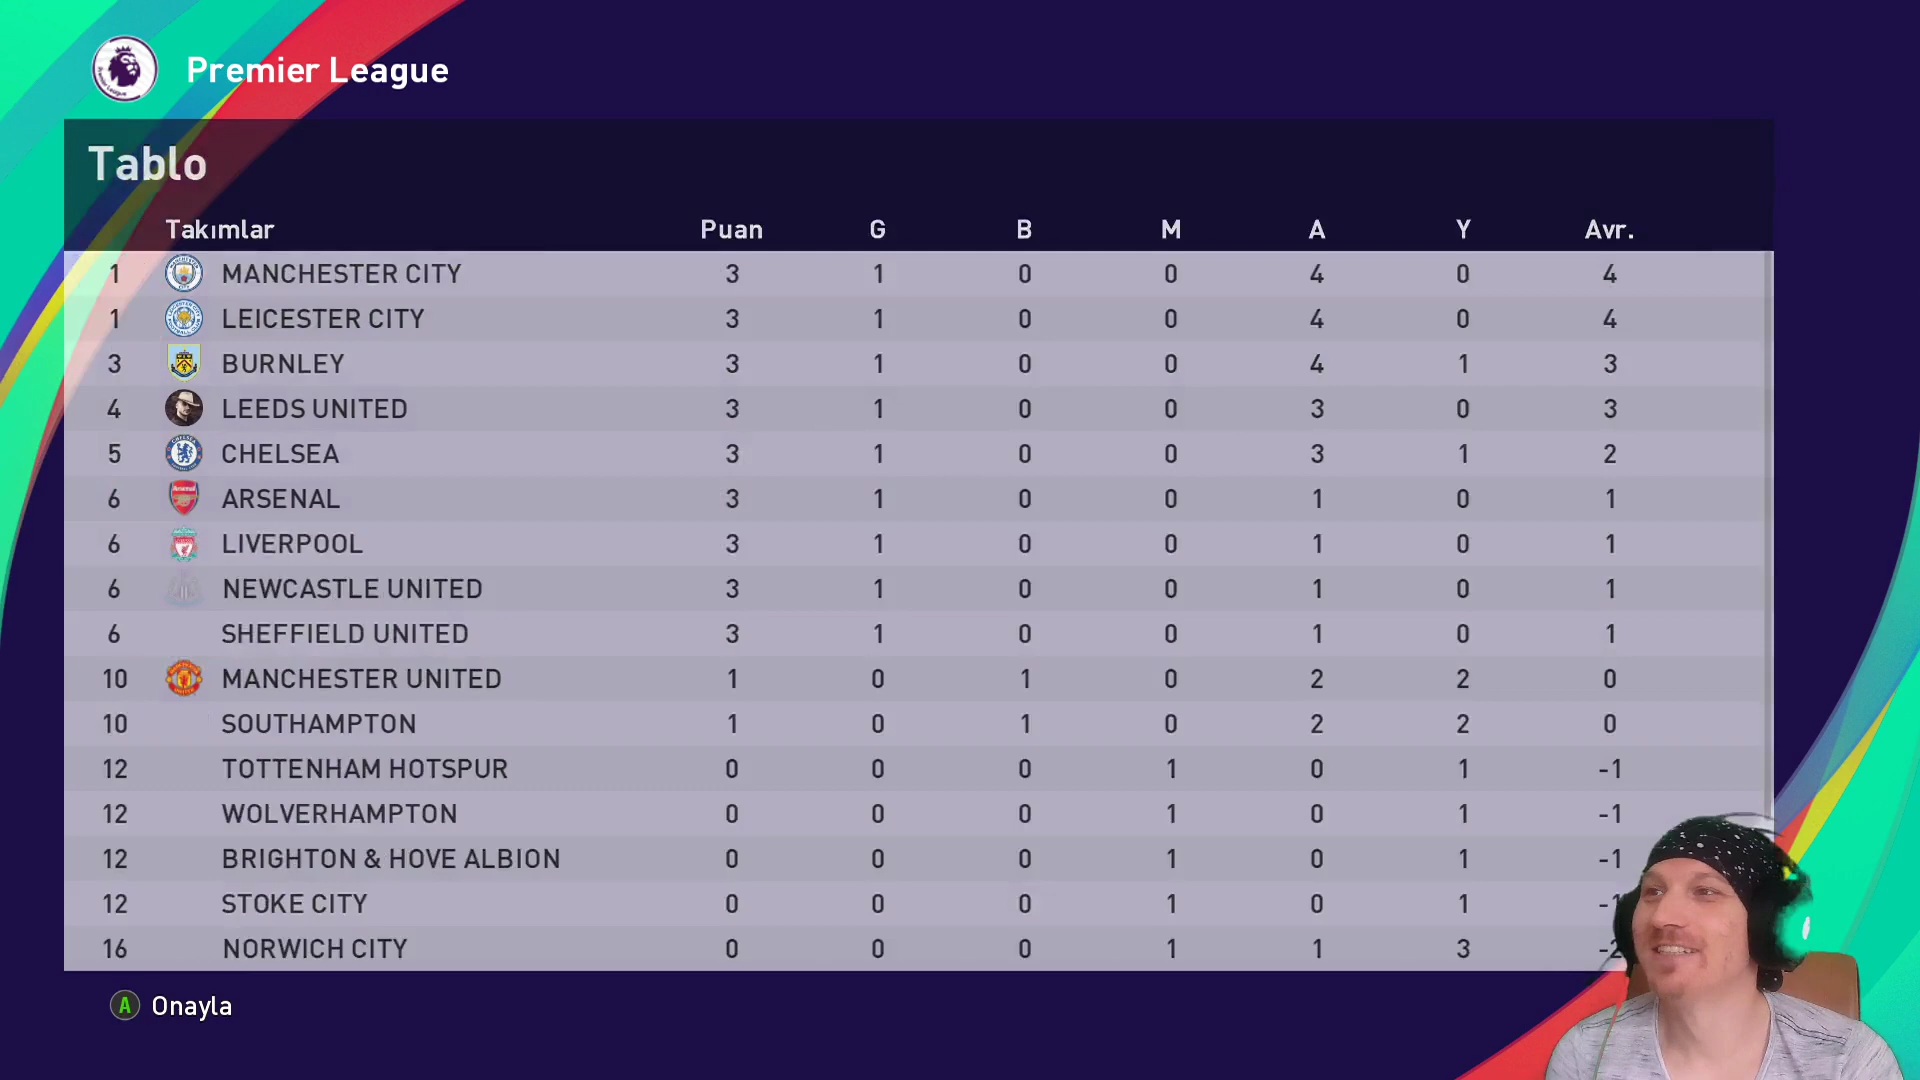 Premier League
Tablo
Takımlar Puan G B M A Y Avr.
1 MANCHESTER CITY 3 1 0 0 4 0 4
1 LEICESTER CITY 3 1 0 0 4 0 4
3 BURNLEY 3 1 0 0 4 1 3
4 LEEDS UNITED 3 1 0 0 3 0 3
5 CHELSEA 3 1 0 0 3 1 2
6 ARSENAL 3 1 0 0 1 0 1
6 LIVERPOOL 3 1 0 0 1 0 1
6 NEWCASTLE UNITED 3 1 0 0 1 0 1
6 SHEFFIELD UNITED 3 1 0 0 1 0 1
10 MANCHESTER UNITED 1 0 1 0 2 2 0
10 SOUTHAMPTON 1 0 1 0 2 2 0
12 TOTTENHAM HOTSPUR 0 0 0 1 0 1 -1
12 WOLVERHAMPTON 0 0 0 1 0 1 -1
12 BRIGHTON & HOVE ALBION 0 0 0 1 0 1 -1
12 STOKE CITY 0 0 0 1 0 1 -1
16 NORWICH CITY 0 0 0 1 1 3 -2
A Onayla